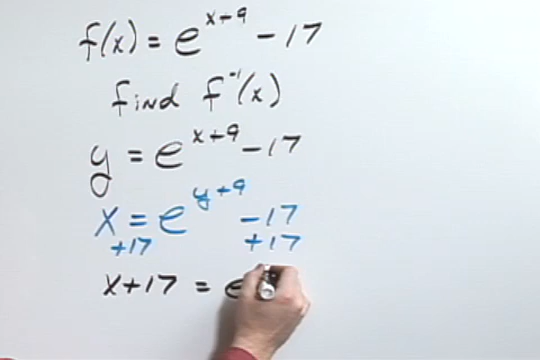 f(x) = e^(x+9) - 17
find f^-1(x)
y = e^(x+9) - 17
x = e^(y+9) - 17
+17 +17
x+17 = e